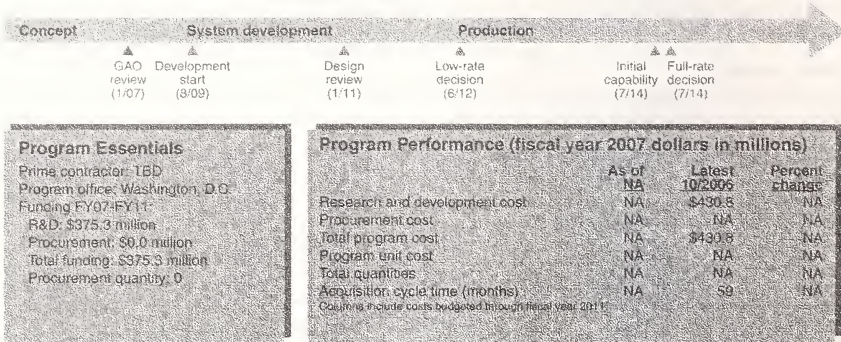 Concept System development Production
GAO review (1/07)
Development start (8/09)
Design review (1/11)
Low-rate decision (6/12)
Initial capability (7/14)
Full-rate decision (7/14)
Program Essentials
Prime contractor: TBD
Program office: Washington, D.C.
Funding FY07-FY11:
R&D: $375.3 million
Procurement: $0.0 million
Total funding: $375.3 million
Procurement quantity: 0
Program Performance (fiscal year 2007 dollars in millions)
As of NA Latest 10/2006 Percent change
Research and development cost NA $430.8 NA
Procurement cost NA NA NA
Total program cost NA $430.8 NA
Program unit cost NA NA NA
Total quantities NA NA NA
Acquisition cycle time (months) NA 59 NA
Columns include costs budgeted through fiscal year 2011.